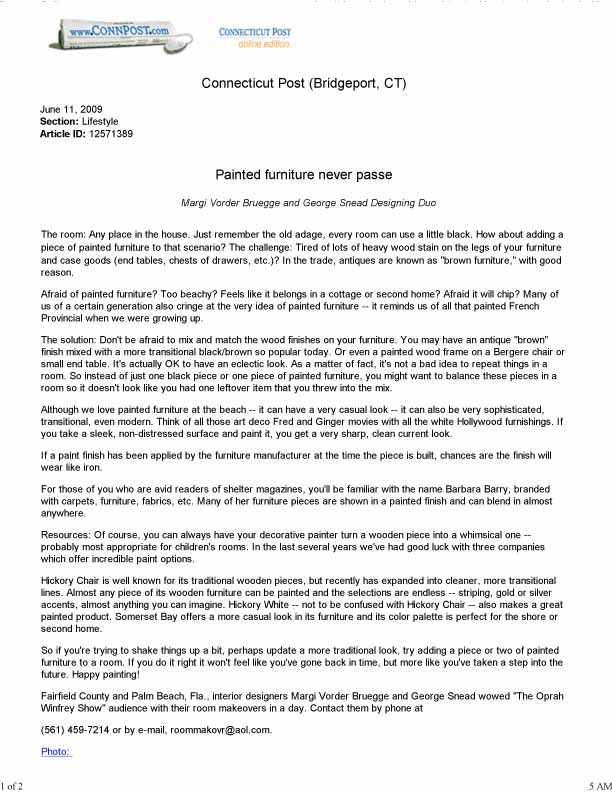 www.CONNPOST.com
CONNECTICUT POST
online edition.
Connecticut Post (Bridgeport, CT)
June 11, 2009
Section: Lifestyle
Article ID: 12571389
Painted furniture never passe
Margi Vorder Bruegge and George Snead Designing Duo
The room: Any place in the house. Just remember the old adage, every room can use a little black. How about adding a
piece of painted furniture to that scenario? The challenge: Tired of lots of heavy wood stain on the legs of your furniture
and case goods (end tables, chests of drawers, etc.)? In the trade, antiques are known as "brown furniture," with good
reason.
Afraid of painted furniture? Too beachy? Feels like it belongs in a cottage or second home? Afraid it will chip? Many of
us of a certain generation also cringe at the very idea of painted furniture -- it reminds us of all that painted French
Provincial when we were growing up.
The solution: Don't be afraid to mix and match the wood finishes on your furniture. You may have an antique "brown"
finish mixed with a more transitional black/brown so popular today. Or even a painted wood frame on a Bergere chair or
small end table. It's actually OK to have an eclectic look. As a matter of fact, it's not a bad idea to repeat things in a
room. So instead of just one black piece or one piece of painted furniture, you might want to balance these pieces in a
room so it doesn't look like you had one leftover item that you threw into the mix.
Although we love painted furniture at the beach -- it can have a very casual look -- it can also be very sophisticated,
transitional, even modern. Think of all those art deco Fred and Ginger movies with all the white Hollywood furnishings. If
you take a sleek, non-distressed surface and paint it, you get a very sharp, clean current look.
If a paint finish has been applied by the furniture manufacturer at the time the piece is built, chances are the finish will
wear like iron.
For those of you who are avid readers of shelter magazines, you'll be familiar with the name Barbara Barry, branded
with carpets, furniture, fabrics, etc. Many of her furniture pieces are shown in a painted finish and can blend in almost
anywhere.
Resources: Of course, you can always have your decorative painter turn a wooden piece into a whimsical one --
probably most appropriate for children's rooms. In the last several years we've had good luck with three companies
which offer incredible paint options.
Hickory Chair is well known for its traditional wooden pieces, but recently has expanded into cleaner, more transitional
lines. Almost any piece of its wooden furniture can be painted and the selections are endless -- striping, gold or silver
accents, almost anything you can imagine. Hickory White -- not to be confused with Hickory Chair -- also makes a great
painted product. Somerset Bay offers a more casual look in its furniture and its color palette is perfect for the shore or
second home.
So if you're trying to shake things up a bit, perhaps update a more traditional look, try adding a piece or two of painted
furniture to a room. If you do it right it won't feel like you've gone back in time, but more like you've taken a step into the
future. Happy painting!
Fairfield County and Palm Beach, Fla., interior designers Margi Vorder Bruegge and George Snead wowed "The Oprah
Winfrey Show" audience with their room makeovers in a day. Contact them by phone at
(561) 459-7214 or by e-mail, roommakovr@aol.com.
Photo:
1 of 2
5 AM